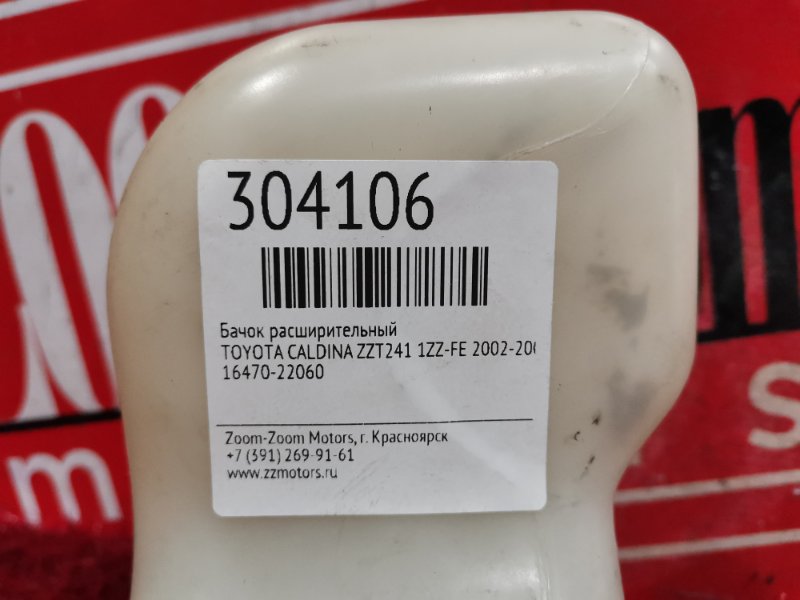 304106
Бачок расширительный
TOYOTA CALDINA ZZT241 1ZZ-FE 2002-200
16470-22060
Zoom-Zoom Motors, г. Красноярск
+7 (391) 269-91-61
www.zzmotors.ru